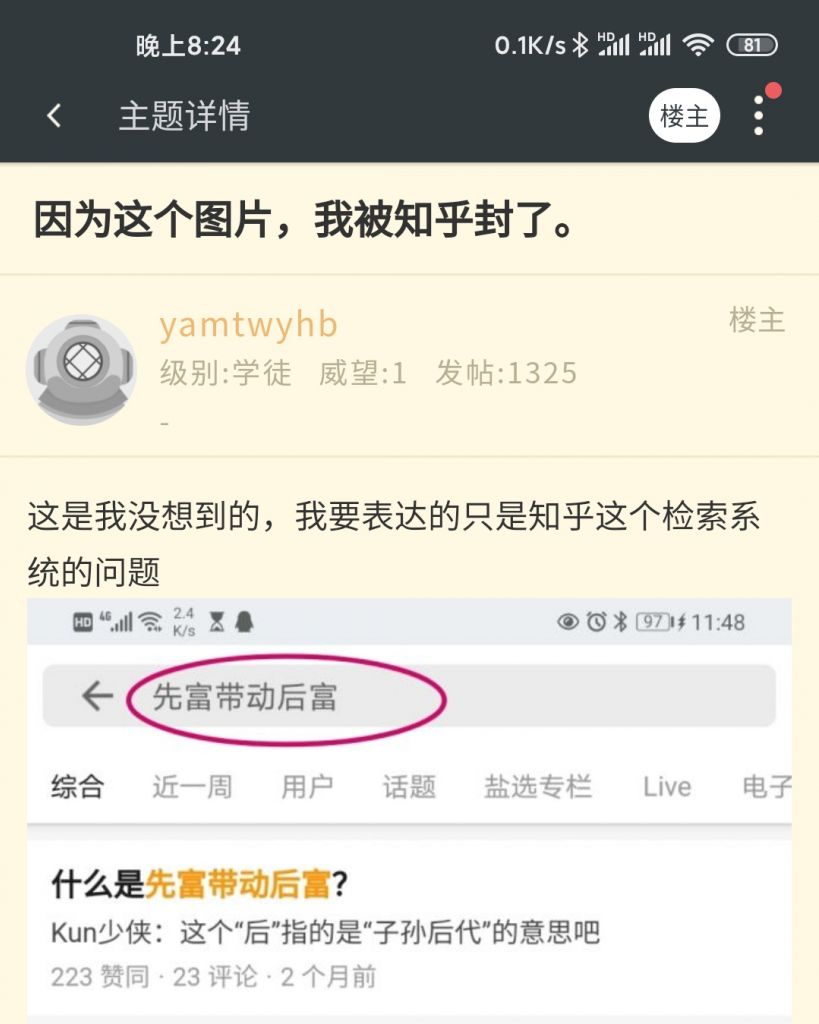 晚上8:24 0.1K/s HD HD 81
主题详情 楼主
因为这个图片，我被知乎封了。
yamtwyhb 楼主
级别:学徒 威望:1 发帖:1325
-
这是我没想到的，我要表达的只是知乎这个检索系
统的问题
HD 4G 2.4 K/s 97 11:48
先富带动后富
综合 近一周 用户 话题 盐选专栏 Live 电子
什么是先富带动后富？
Kun少侠：这个“后”指的是“子孙后代”的意思吧
223 赞同 · 23 评论 · 2 个月前